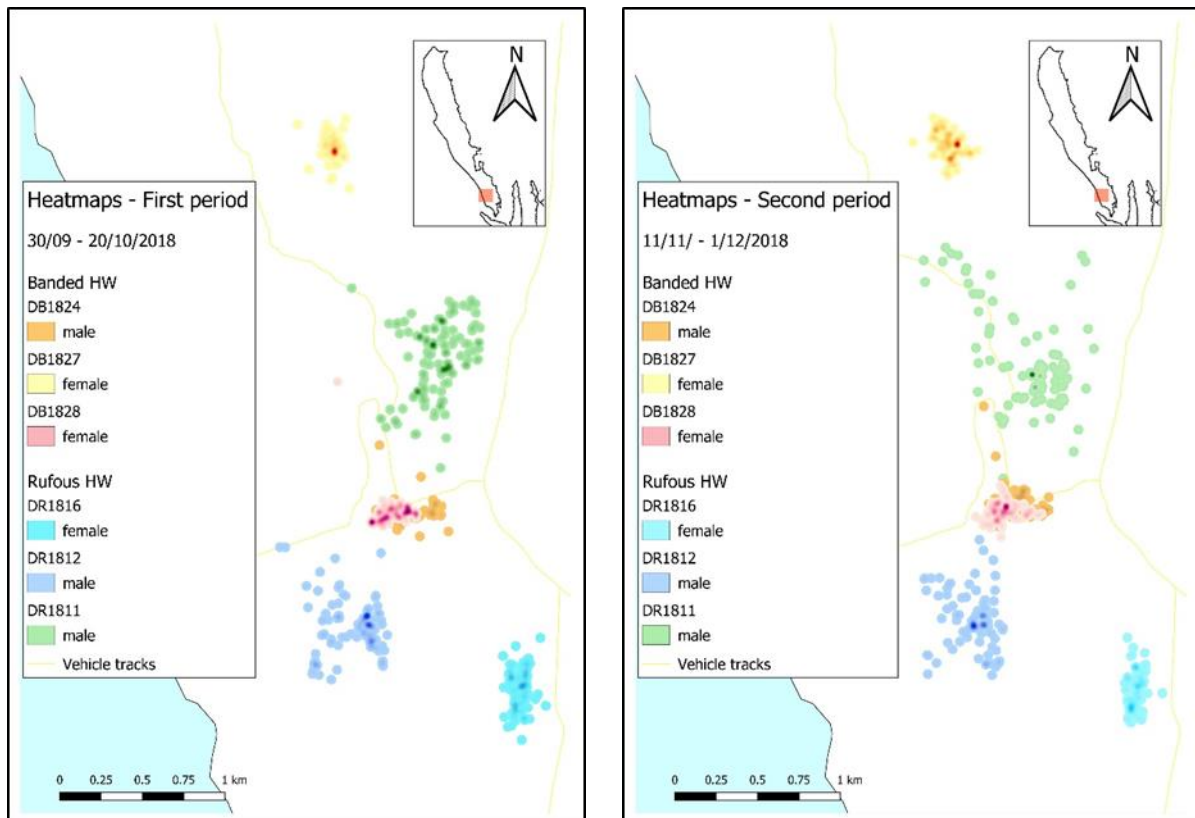 N
Heatmaps - First period
30/09 - 20/10/2018
Banded HW
DB1824
male
DB1827
female
DB1828
female
Rufous HW
DR1816
female
DR1812
male
DR1811
male
Vehicle tracks
0 0.25 0.5 0.75 1 km
N
Heatmaps - Second period
11/11/ - 1/12/2018
Banded HW
DB1824
male
DB1827
female
DB1828
female
Rufous HW
DR1816
female
DR1812
male
DR1811
male
Vehicle tracks
0 0.25 0.5 0.75 1 km